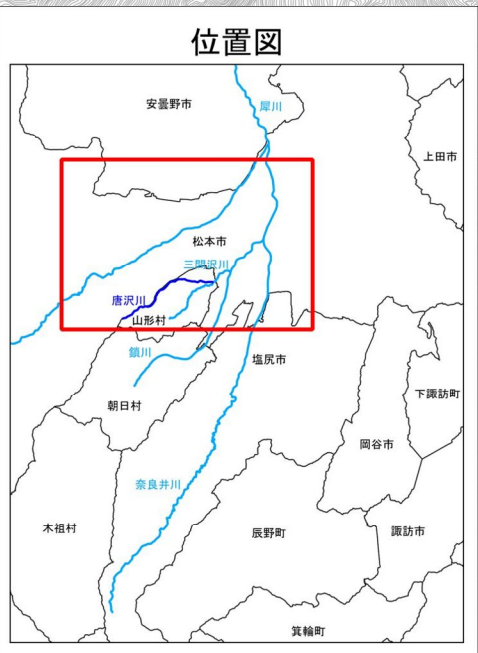 位置図
安曇野市
犀川
上田市
松本市
三間沢川
唐沢川
山形村
鎖川
塩尻市
朝日村
下諏訪町
岡谷市
奈良井川
木祖村
辰野町
諏訪市
箕輪町